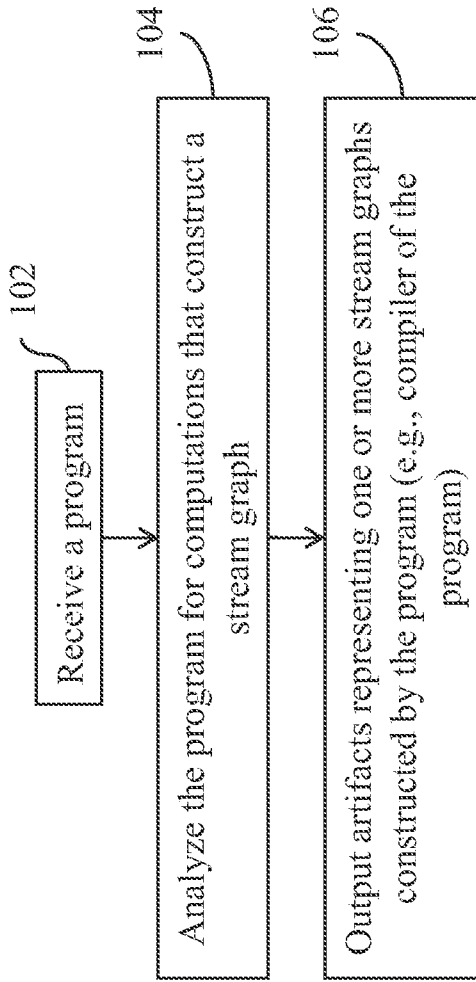 102
Receive a program
104
Analyze the program for computations that construct a
stream graph
106
Output artifacts representing one or more stream graphs
constructed by the program (e.g., compiler of the
program)